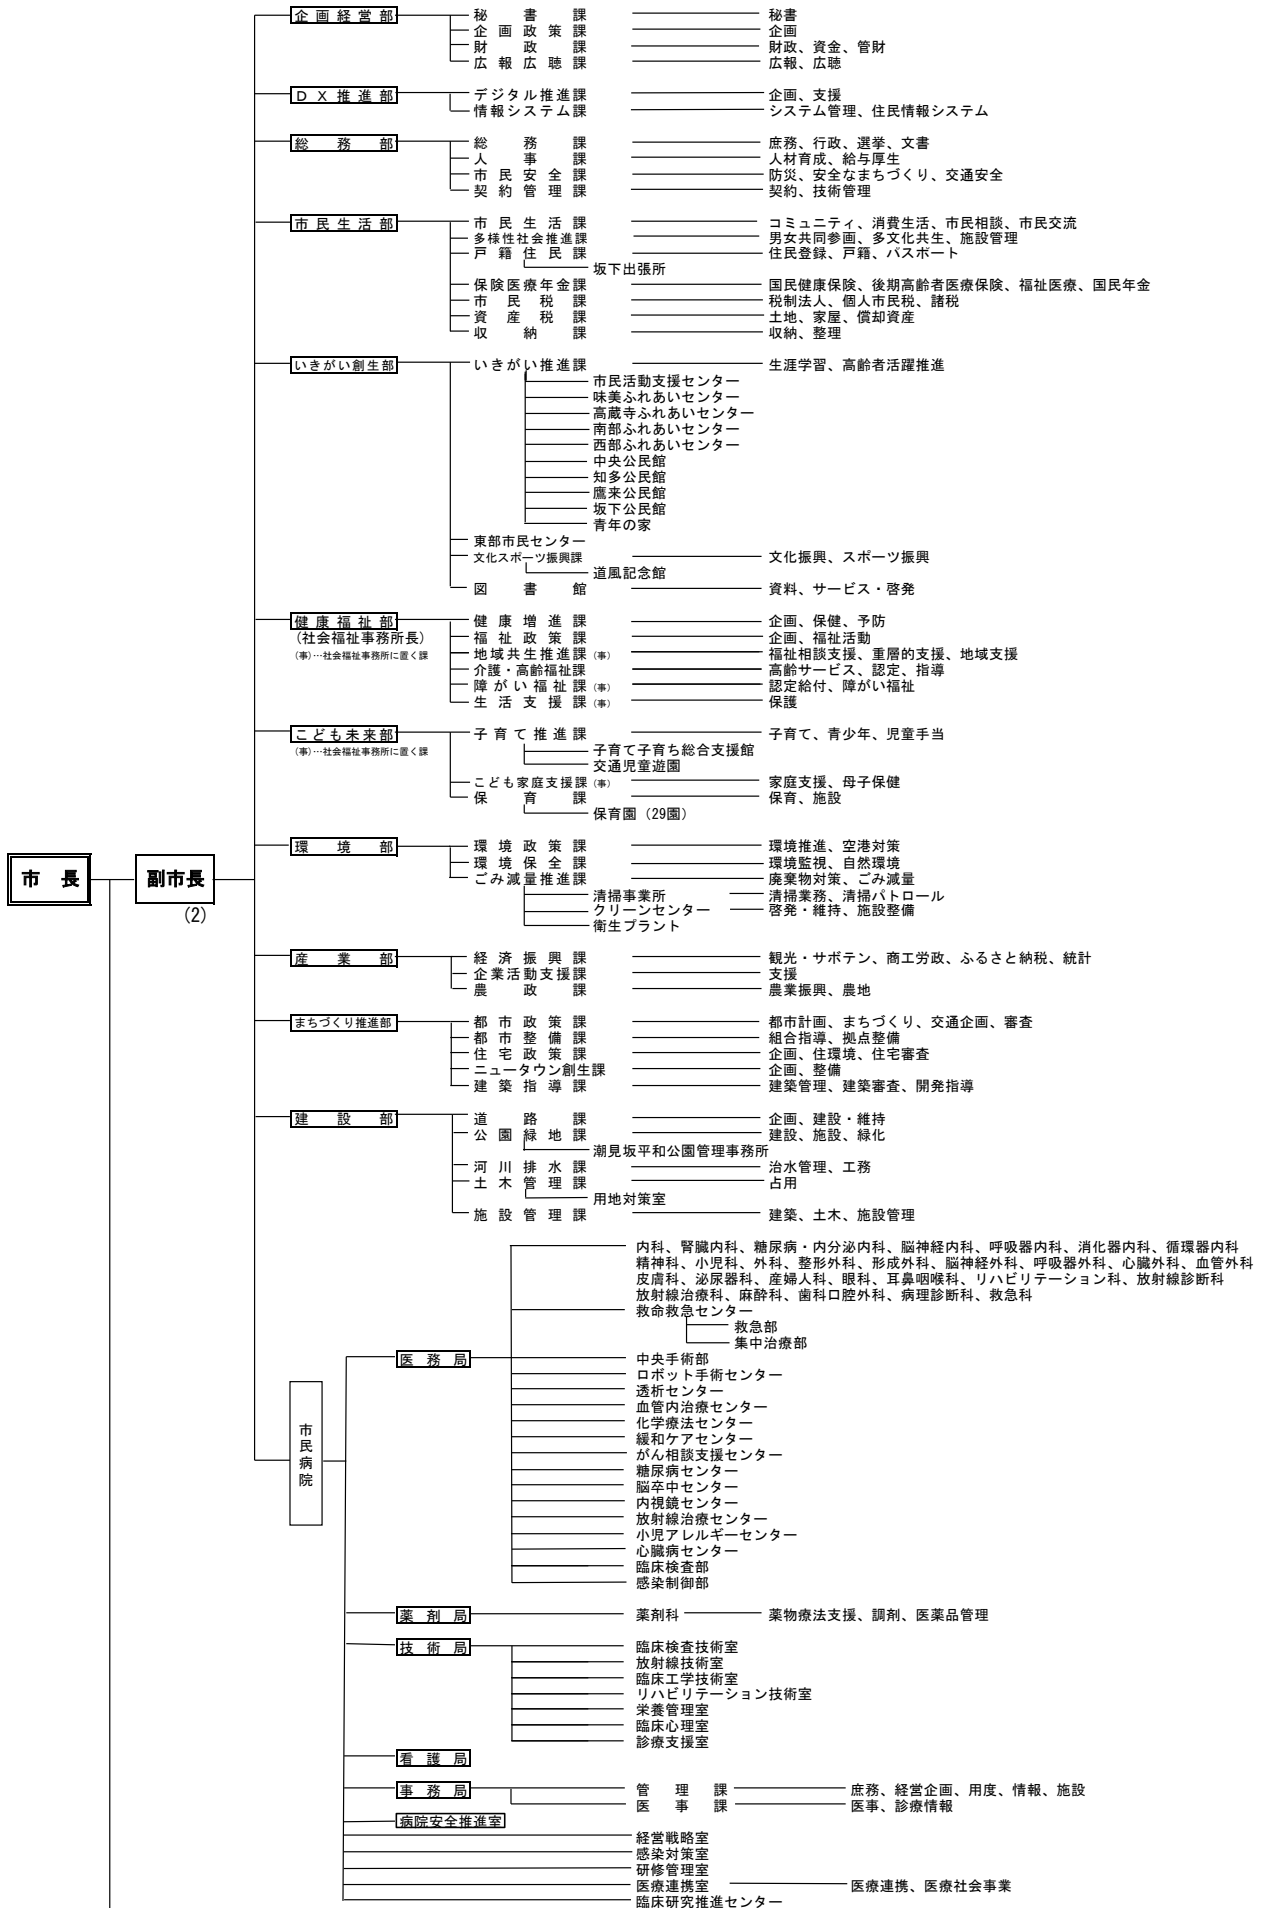 企画経営部 秘書課 秘書
企画政策課 企画
財政課 財政、資金、管財
広報広聴課 広報、広聴
DX推進部 デジタル推進課 企画、支援
情報システム課 システム管理、住民情報システム
総務部 総務課 庶務、行政、選挙、文書
人事課 人材育成、給与厚生
市民安全課 防災、安全なまちづくり、交通安全
契約管理課 契約、技術管理
市民生活部 市民生活課 コミュニティ、消費生活、市民相談、市民交流
多様性社会推進課 男女共同参画、多文化共生、施設管理
戸籍住民課 住民登録、戸籍、パスポート
坂下出張所
保険医療年金課 国民健康保険、後期高齢者医療保険、福祉医療、国民年金
市民税課 税制法人、個人市民税、諸税
資産税課 土地、家屋、償却資産
収納課 収納、整理
いきがい創生部 いきがい推進課 生涯学習、高齢者活躍推進
市民活動支援センター
味美ふれあいセンター
高蔵寺ふれあいセンター
南部ふれあいセンター
西部ふれあいセンター
中央公民館
知多公民館
鷹来公民館
坂下公民館
青年の家
東部市民センター
文化スポーツ振興課 文化振興、スポーツ振興
道風記念館
図書館 資料、サービス・啓発
健康福祉部 健康増進課 企画、保健、予防
(社会福祉事務所長) 福祉政策課 企画、福祉活動
(事)…社会福祉事務所に置く課 地域共生推進課(事) 福祉相談支援、重層的支援、地域支援
介護・高齢福祉課 高齢サービス、認定、指導
障がい福祉課(事) 認定給付、障がい福祉
生活支援課(事) 保護
こども未来部 子育て推進課 子育て、青少年、児童手当
(事)…社会福祉事務所に置く課 子育て子育ち総合支援館
交通児童遊園
こども家庭支援課(事) 家庭支援、母子保健
保育課 保育、施設
保育園(29園)
環境部 環境政策課 環境推進、空港対策
環境保全課 環境監視、自然環境
市長 副市長 ごみ減量推進課 廃棄物対策、ごみ減量
清掃事業所 清掃業務、清掃パトロール
(2) クリーンセンター 啓発・維持、施設整備
衛生プラント
産業部 経済振興課 観光・サボテン、商工労政、ふるさと納税、統計
企業活動支援課 支援
農政課 農業振興、農地
まちづくり推進部 都市政策課 都市計画、まちづくり、交通企画、審査
都市整備課 組合指導、拠点整備
住宅政策課 企画、住環境、住宅審査
ニュータウン創生課 企画、整備
建築指導課 建築管理、建築審査、開発指導
建設部 道路課 企画、建設・維持
公園緑地課 建設、施設、緑化
潮見坂平和公園管理事務所
河川排水課 治水管理、工務
土木管理課 占用
用地対策室
施設管理課 建築、土木、施設管理
内科、腎臓内科、糖尿病・内分泌内科、脳神経内科、呼吸器内科、消化器内科、循環器内科
精神科、小児科、外科、整形外科、形成外科、脳神経外科、呼吸器外科、心臓外科、血管外科
皮膚科、泌尿器科、産婦人科、眼科、耳鼻咽喉科、リハビリテーション科、放射線診断科
放射線治療科、麻酔科、歯科口腔外科、病理診断科、救急科
救命救急センター
救急部
集中治療部
医務局 中央手術部
ロボット手術センター
透析センター
血管内治療センター
化学療法センター
市民病院 緩和ケアセンター
がん相談支援センター
糖尿病センター
脳卒中センター
内視鏡センター
放射線治療センター
小児アレルギーセンター
心臓病センター
臨床検査部
感染制御部
薬剤局 薬剤科 薬物療法支援、調剤、医薬品管理
技術局 臨床検査技術室
放射線技術室
臨床工学技術室
リハビリテーション技術室
栄養管理室
臨床心理室
診療支援室
看護局
事務局 管理課 庶務、経営企画、用度、情報、施設
医事課 医事、診療情報
病院安全推進室
経営戦略室
感染対策室
研修管理室
医療連携室 医療連携、医療社会事業
臨床研究推進センター